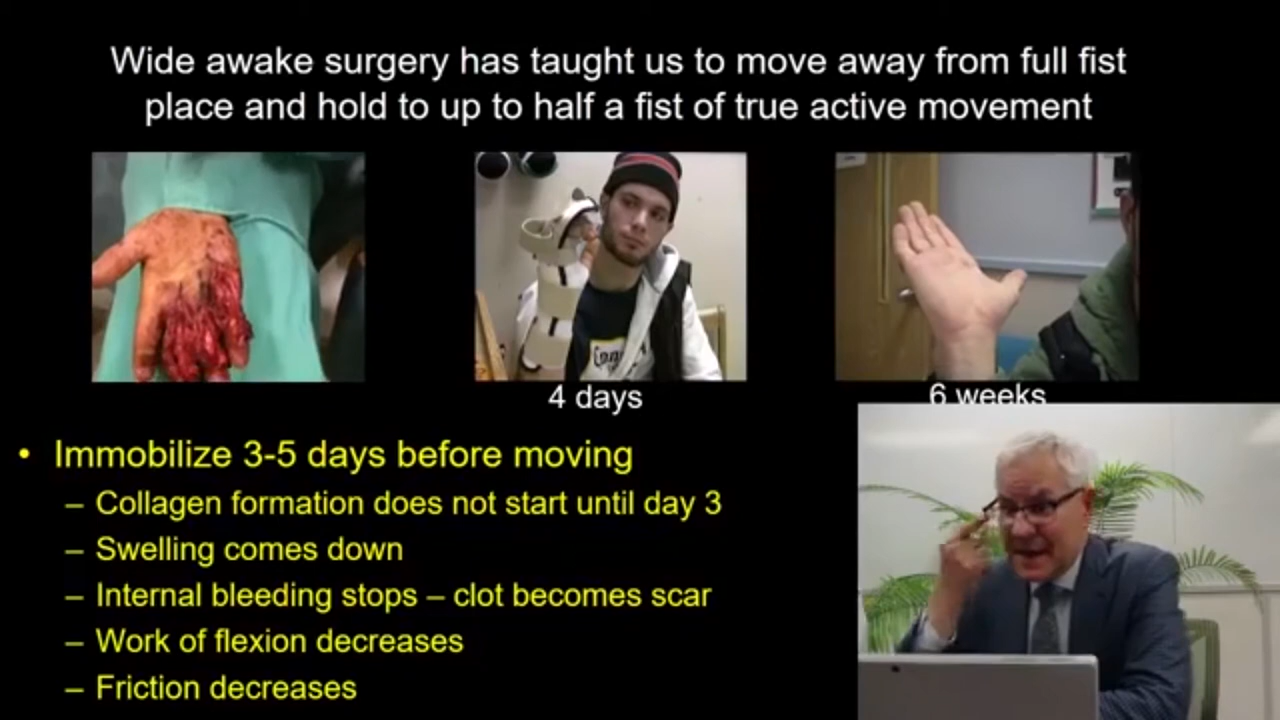 Wide awake surgery has taught us to move away from full fist
place and hold to up to half a fist of true active movement
4 days
6 weeks
• Immobilize 3-5 days before moving
– Collagen formation does not start until day 3
– Swelling comes down
– Internal bleeding stops – clot becomes scar
– Work of flexion decreases
– Friction decreases